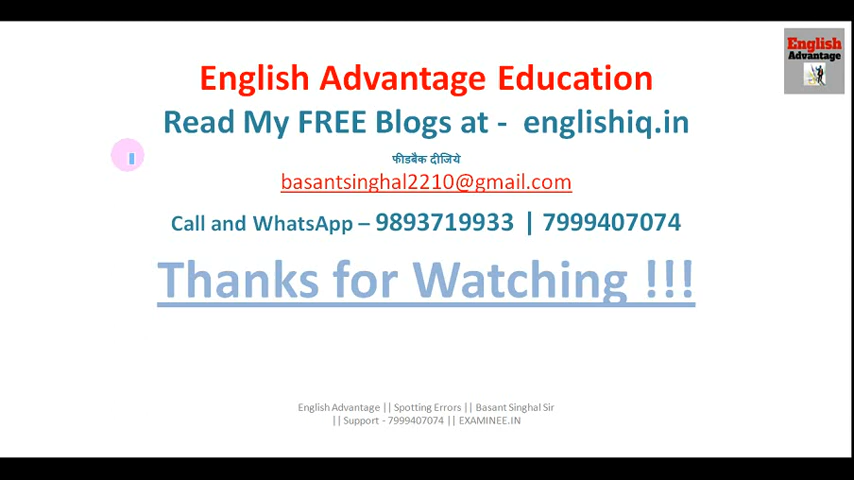 English
Advantage
English Advantage Education
Read My FREE Blogs at - englishiq.in
फीडबैक दीजिये
basantsinghal2210@gmail.com
Call and WhatsApp – 9893719933 | 7999407074
Thanks for Watching !!!
English Advantage || Spotting Errors || Basant Singhal Sir
|| Support - 7999407074 || EXAMINEE.IN